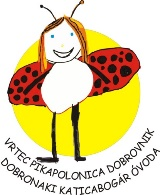 VRTEC PIKAPOLONICA DOBROVNIK
DOBRONAKI KATICABOGÁR ÓVODA